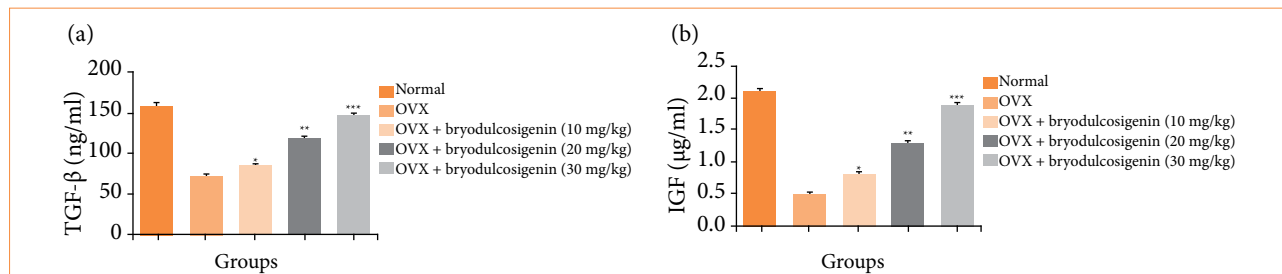 (a)
TGF-β (ng/ml)
200
150
100
50
0
*
**
***
Groups
Normal
OVX
OVX + bryodulcosigenin (10 mg/kg)
OVX + bryodulcosigenin (20 mg/kg)
OVX + bryodulcosigenin (30 mg/kg)
(b)
IGF (µg/ml)
2.5
2.0
1.5
1.0
0.5
0.0
*
**
***
Groups
Normal
OVX
OVX + bryodulcosigenin (10 mg/kg)
OVX + bryodulcosigenin (20 mg/kg)
OVX + bryodulcosigenin (30 mg/kg)